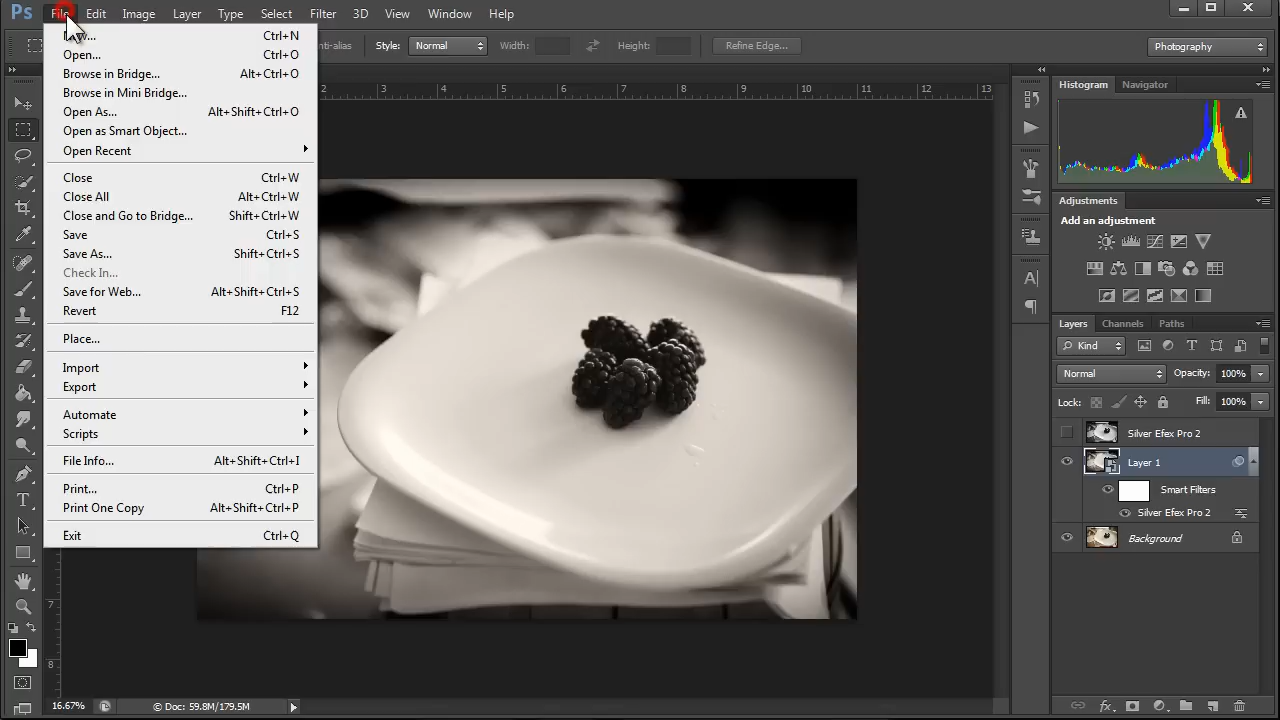 Ps File Edit Image Layer Type Select Filter 3D View Window Help
Style: Normal Width: Height: Refine Edge... Photography
Open... Ctrl+O
Ctrl+N
Browse in Bridge... Alt+Ctrl+O
Browse in Mini Bridge...
Open As... Alt+Shift+Ctrl+O
Open as Smart Object...
Open Recent
Close Ctrl+W
Close All Alt+Ctrl+W
Close and Go to Bridge... Shift+Ctrl+W
Save Ctrl+S
Save As... Shift+Ctrl+S
Check In...
Save for Web... Alt+Shift+Ctrl+S
Revert F12
Place...
Import
Export
Automate
Scripts
File Info... Alt+Shift+Ctrl+I
Print... Ctrl+P
Print One Copy Alt+Shift+Ctrl+P
Exit Ctrl+Q
2 3 4 5 6 7 8 9 10 11 12 13
7
8
16.67% Doc: 59.8M/179.5M
Histogram Navigator
Adjustments
Add an adjustment
Layers Channels Paths
Kind
Normal Opacity: 100%
Lock: Fill: 100%
Silver Efex Pro 2
Layer 1
Smart Filters
Silver Efex Pro 2
Background